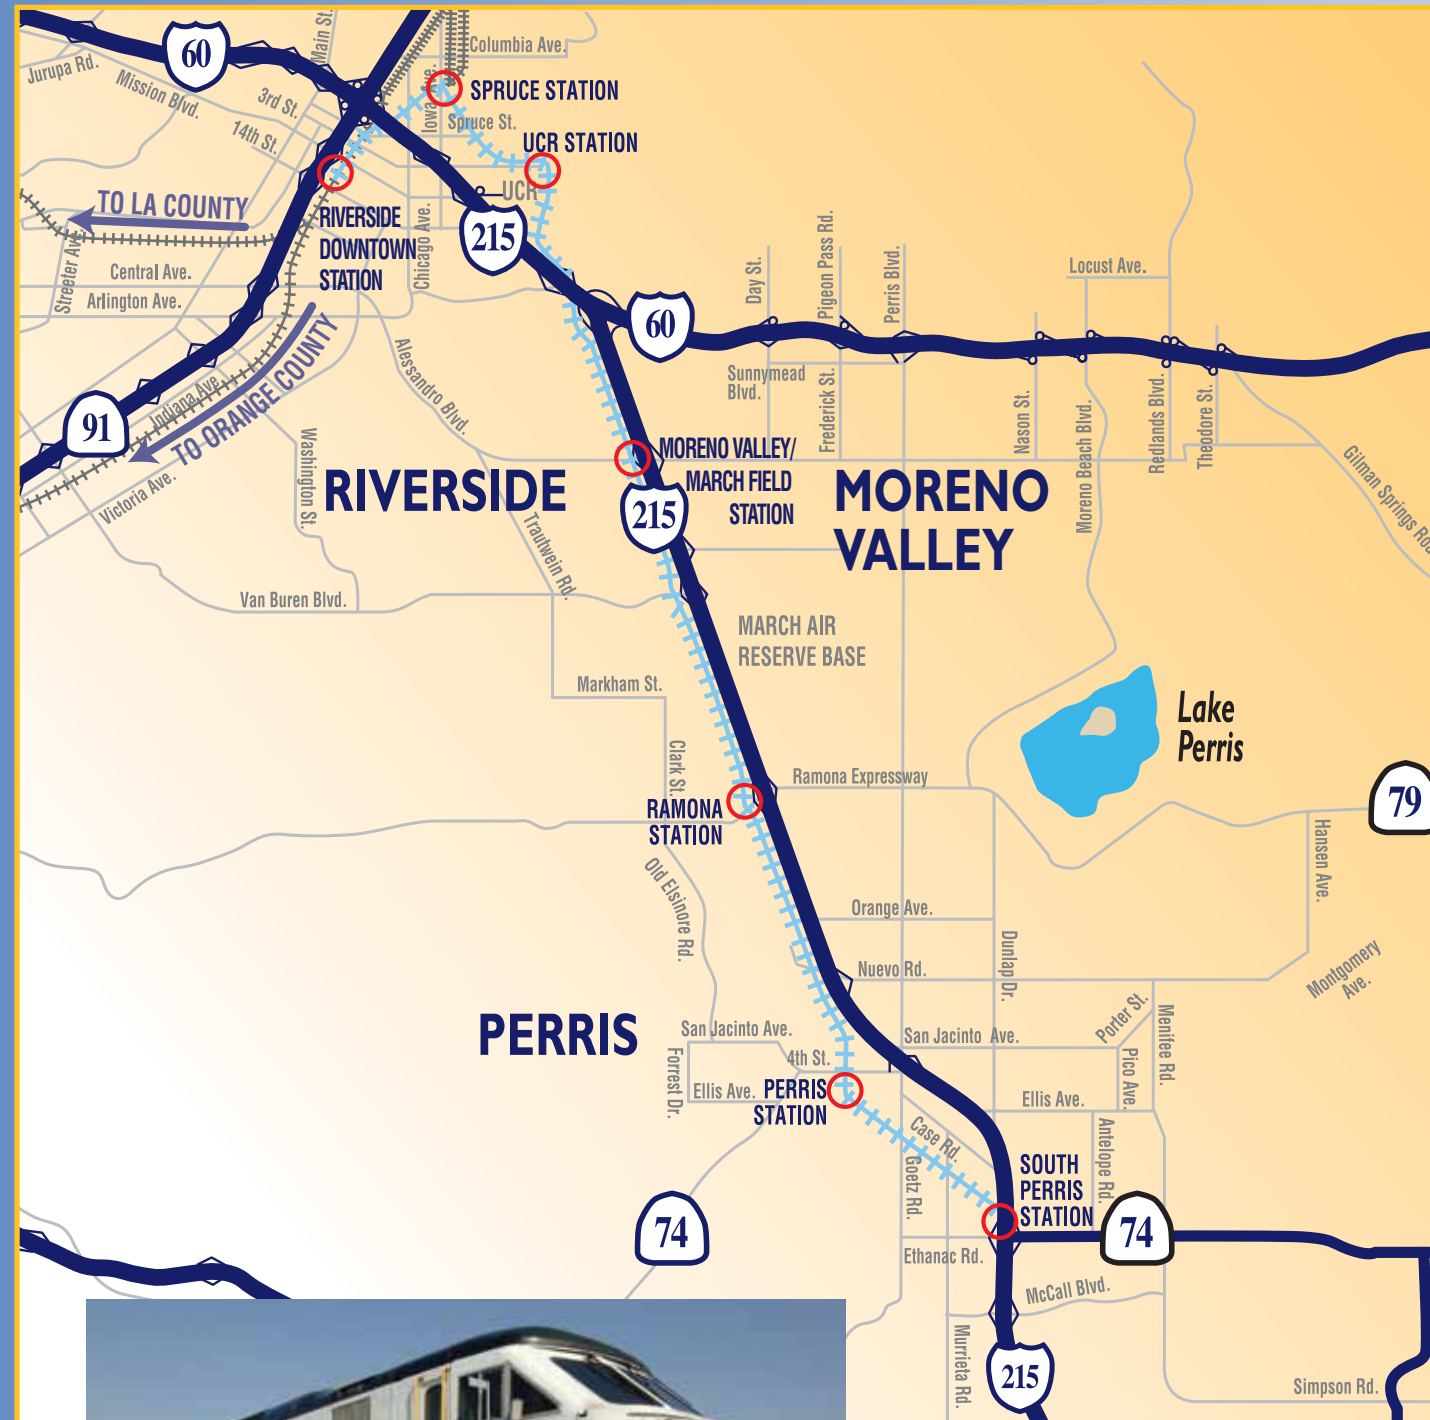 60
Main St.
Columbia Ave.
Jurupa Rd.
Mission Blvd.
3rd St.
14th St.
Iowa Ave.
SPRUCE STATION
Spruce St.
UCR STATION
UCR
TO LA COUNTY
RIVERSIDE
DOWNTOWN
STATION
Chicago Ave.
215
Streeter Ave.
Central Ave.
Arlington Ave.
60
Day St.
Pigeon Pass Rd.
Perris Blvd.
Locust Ave.
TO ORANGE COUNTY
Alessandro Blvd.
Sunnymead
Blvd.
Frederick St.
Nason St.
Moreno Beach Blvd.
Redlands Blvd.
Theodore St.
Gilman Springs Roa
91
Indiana Ave.
Washington St.
Victoria Ave.
RIVERSIDE
MORENO VALLEY/
MARCH FIELD
STATION
215
MORENO
VALLEY
Trautwein Rd.
Van Buren Blvd.
MARCH AIR
RESERVE BASE
Markham St.
Clark St.
Lake
Perris
Ramona Expressway
79
RAMONA
STATION
Hansen Ave.
Old Elsinore Rd.
Orange Ave.
Dunlap Dr.
Nuevo Rd.
Montgomery
Ave.
PERRIS
San Jacinto Ave.
San Jacinto Ave.
Porter St.
Menifee Rd.
Forrest Dr.
4th St.
Pico Ave.
Ellis Ave.
PERRIS
STATION
Ellis Ave.
Case Rd.
Antelope Rd.
Goetz Rd.
SOUTH
PERRIS
STATION
74
74
Ethanac Rd.
McCall Blvd.
Murrieta Rd.
215
Simpson Rd.